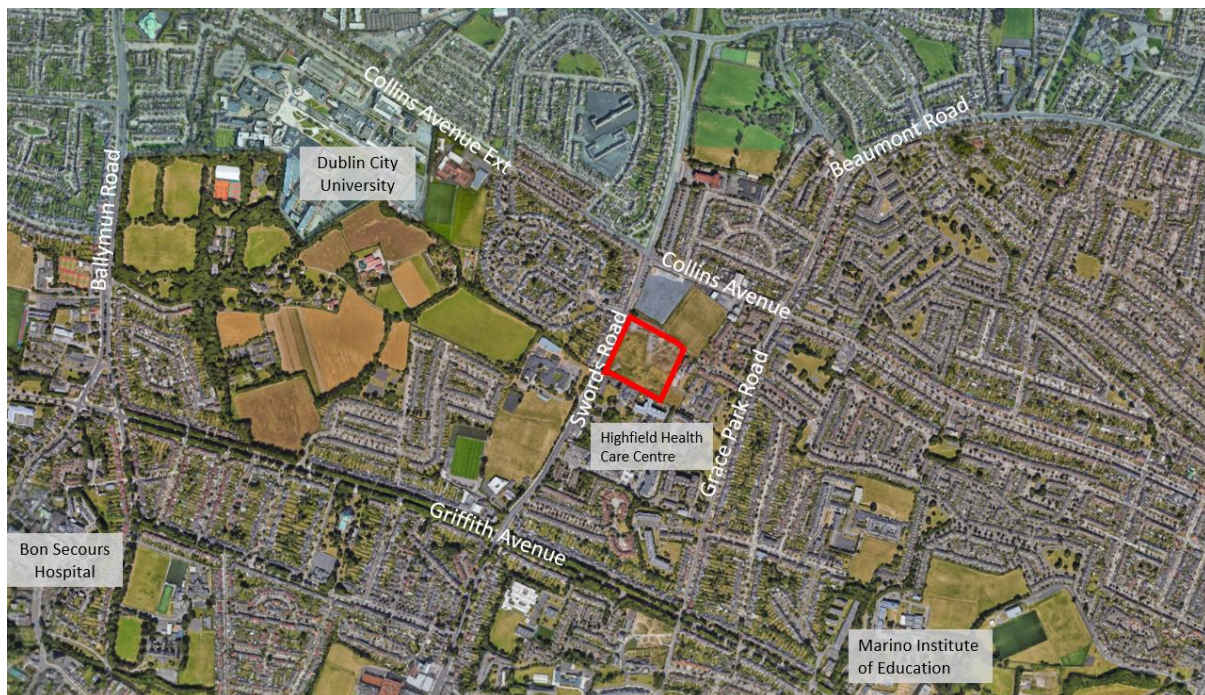 Collins Avenue Ext
Beaumont Road
Dublin City
University
Ballymun Road
Collins Avenue
Swords Road
Grace Park Road
Highfield Health
Care Centre
Griffith Avenue
Bon Secours
Hospital
Marino Institute
of Education